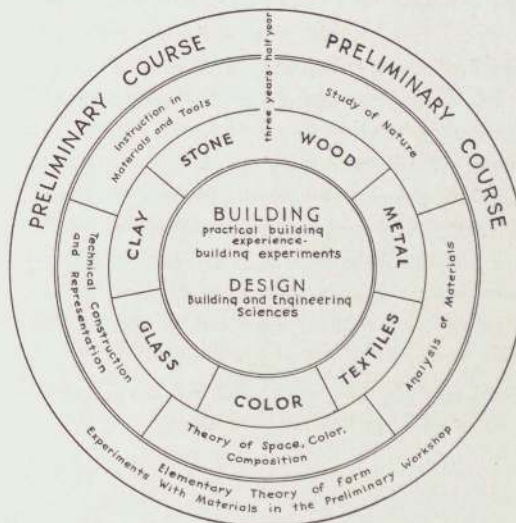 PRELIMINARY COURSE
PRELIMINARY COURSE
three years - half year
Instruction in
Materials and Tools
Study of Nature
STONE
WOOD
CLAY
METAL
BUILDING
practical building
experience-
building experiments
DESIGN
Building and Engineering
Sciences
Technical Construction
and Representation
Analysis of Materials
GLASS
TEXTILES
COLOR
Theory of Space, Color,
Composition
Elementary Theory of Form
Experiments With Materials in the Preliminary Workshop